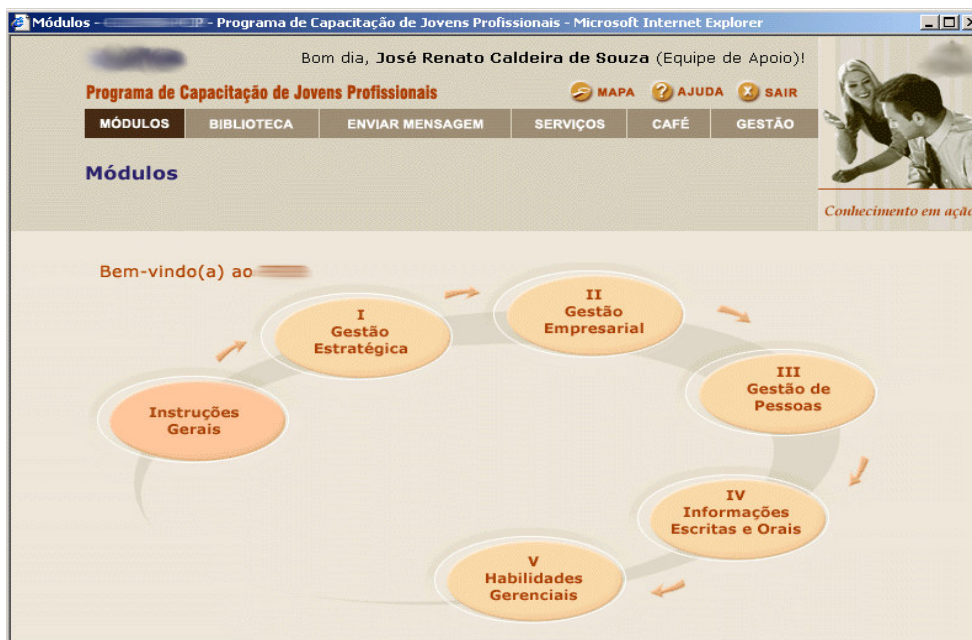 Módulos - - Programa de Capacitação de Jovens Profissionais - Microsoft Internet Explorer
Bom dia, José Renato Caldeira de Souza (Equipe de Apoio)!
Programa de Capacitação de Jovens Profissionais
MAPA AJUDA SAIR
MÓDULOS BIBLIOTECA ENVIAR MENSAGEM SERVIÇOS CAFÉ GESTÃO
Módulos
Conhecimento em ação
Bem-vindo(a) ao
Instruções
Gerais
I
Gestão
Estratégica
II
Gestão
Empresarial
III
Gestão de
Pessoas
IV
Informações
Escritas e Orais
V
Habilidades
Gerenciais